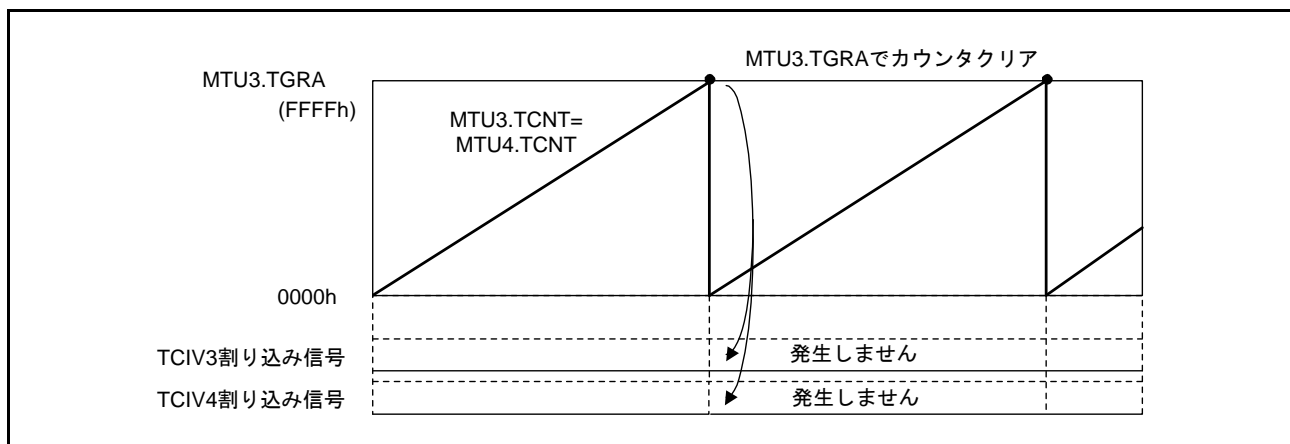 MTU3.TGRAでカウンタクリア
MTU3.TGRA
(FFFFh)
MTU3.TCNT=
MTU4.TCNT
0000h
TCIV3割り込み信号
発生しません
TCIV4割り込み信号
発生しません